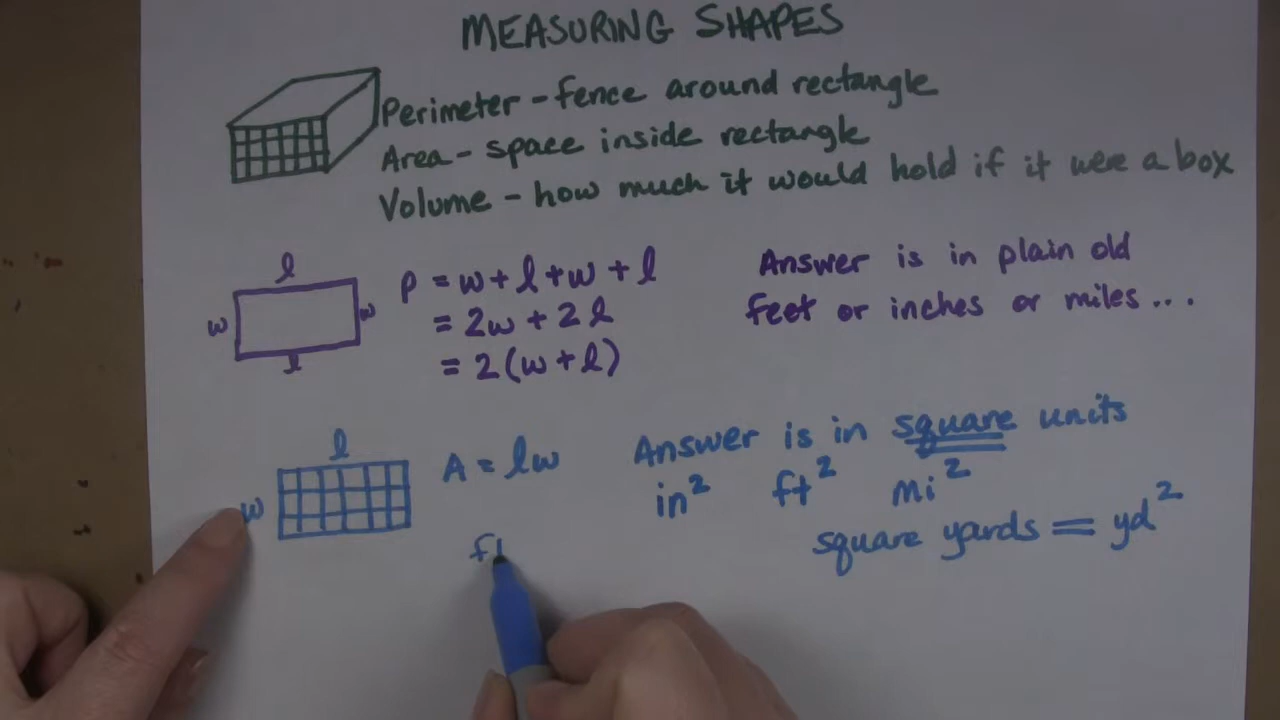 MEASURING SHAPES
Perimeter - fence around rectangle
Area - space inside rectangle
Volume - how much it would hold if it were a box
l
w
w
l
P = w + l + w + l
= 2w + 2l
= 2(w + l)
Answer is in plain old
feet or inches or miles...
l
w
A = lw
Answer is in square units
in² ft² mi²
square yards = yd²